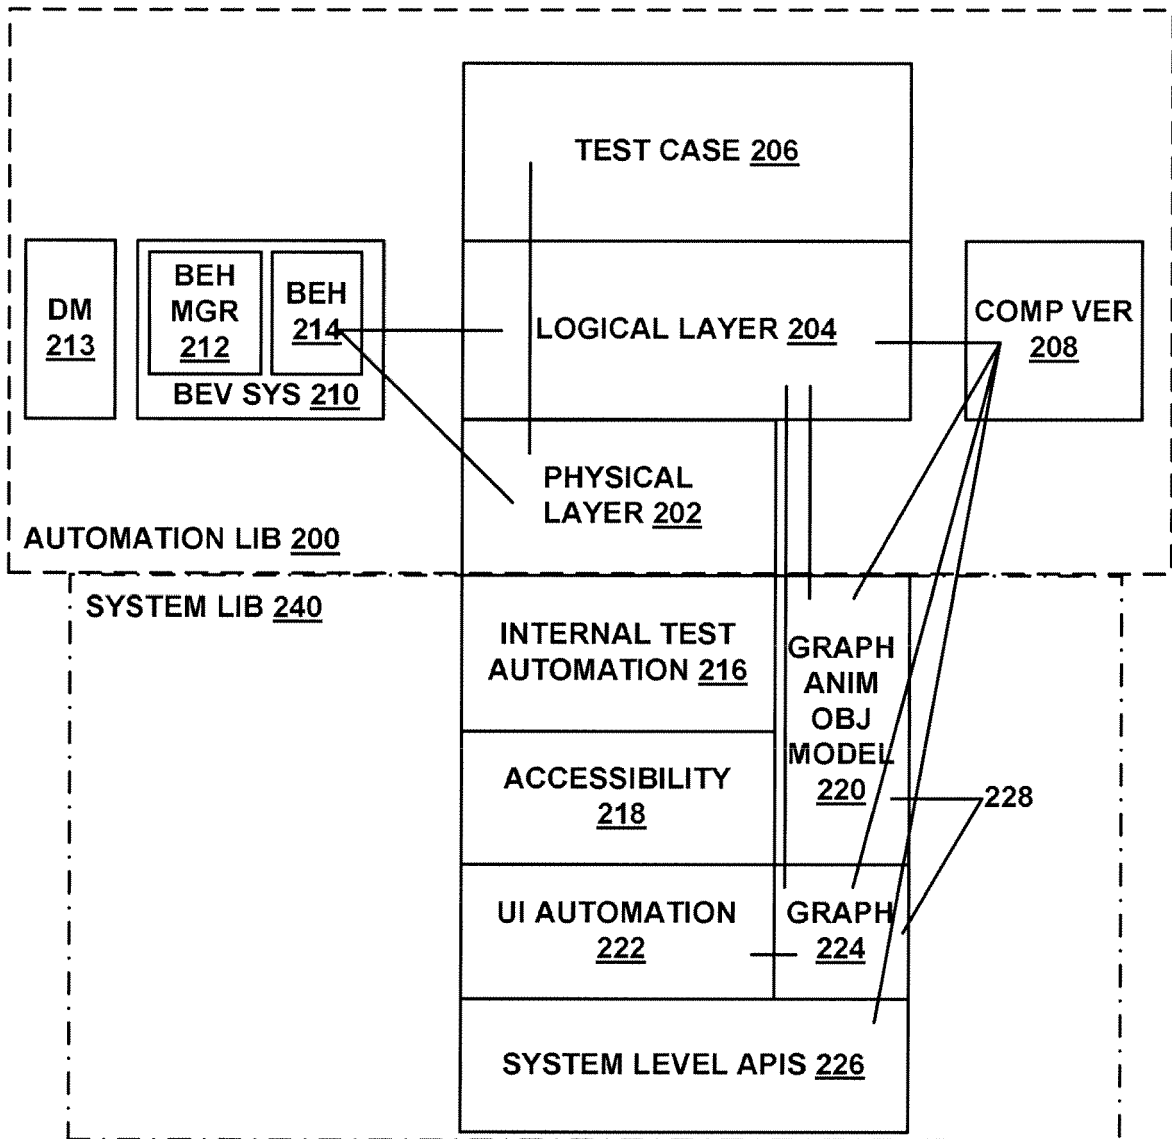 TEST CASE 206
DM
213
BEH
MGR
212
BEH
214
BEV SYS 210
LOGICAL LAYER 204
COMP VER
208
PHYSICAL
LAYER 202
AUTOMATION LIB 200
SYSTEM LIB 240
INTERNAL TEST
AUTOMATION 216
GRAPH
ANIM
OBJ
MODEL
220
ACCESSIBILITY
218
228
UI AUTOMATION
222
GRAPH
224
SYSTEM LEVEL APIS 226